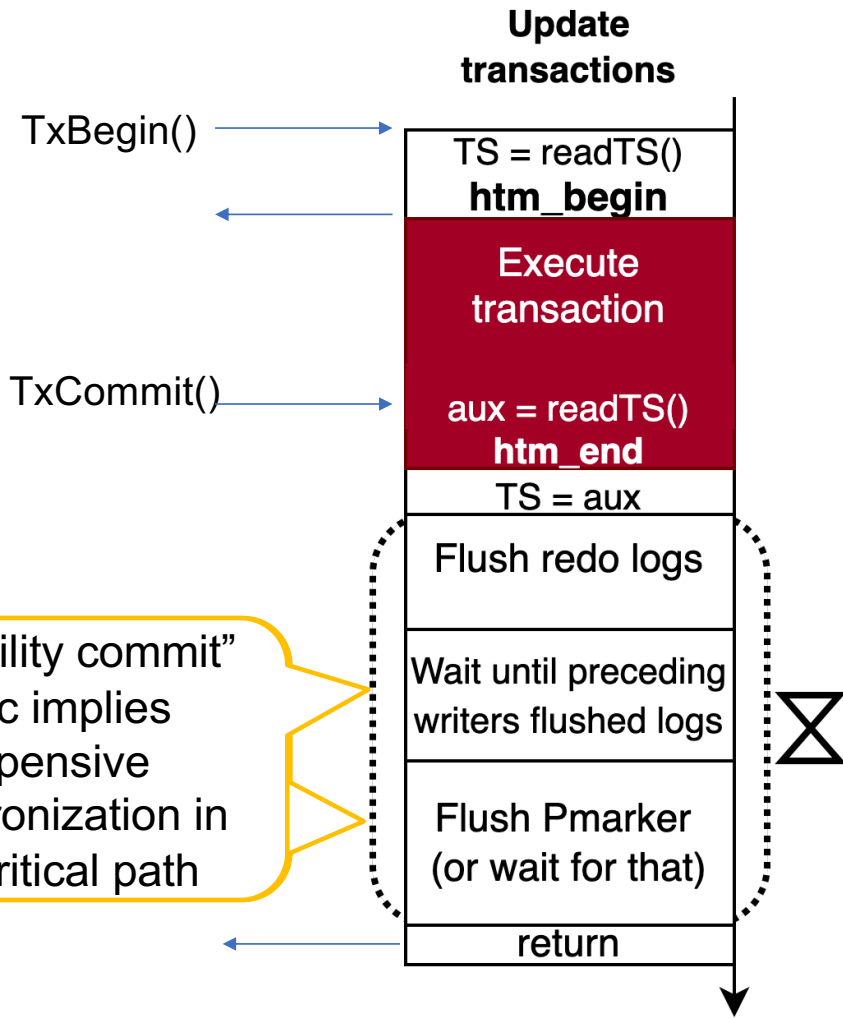 Update
transactions
TxBegin()
TS = readTS()
htm_begin
Execute
transaction
TxCommit()
aux = readTS()
htm_end
TS = aux
Flush redo logs
ility commit”
c implies
pensive
ronization in
ritical path
Wait until preceding
writers flushed logs
Flush Pmarker
(or wait for that)
return